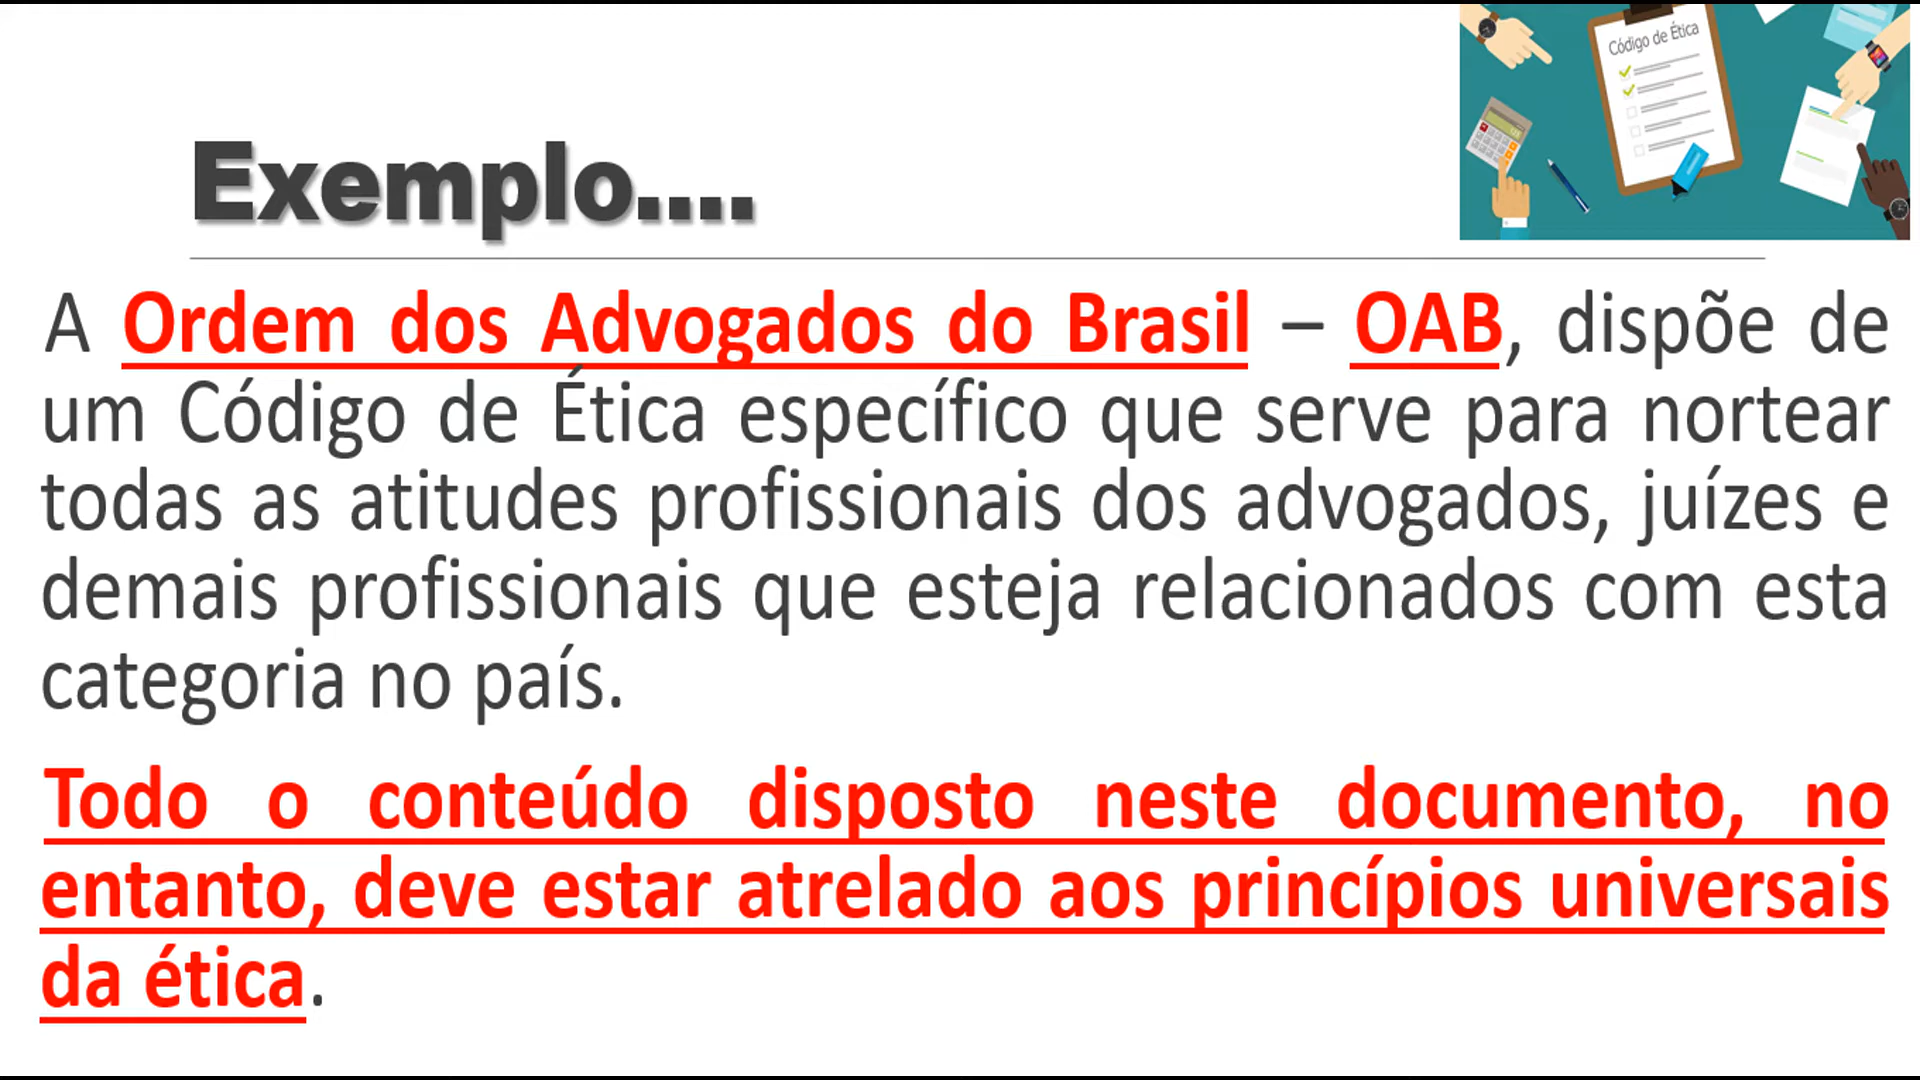 Código de Ética
Exemplo....
A Ordem dos Advogados do Brasil – OAB, dispõe de
um Código de Ética específico que serve para nortear
todas as atitudes profissionais dos advogados, juízes e
demais profissionais que esteja relacionados com esta
categoria no país.
Todo o conteúdo disposto neste documento, no
entanto, deve estar atrelado aos princípios universais
da ética.